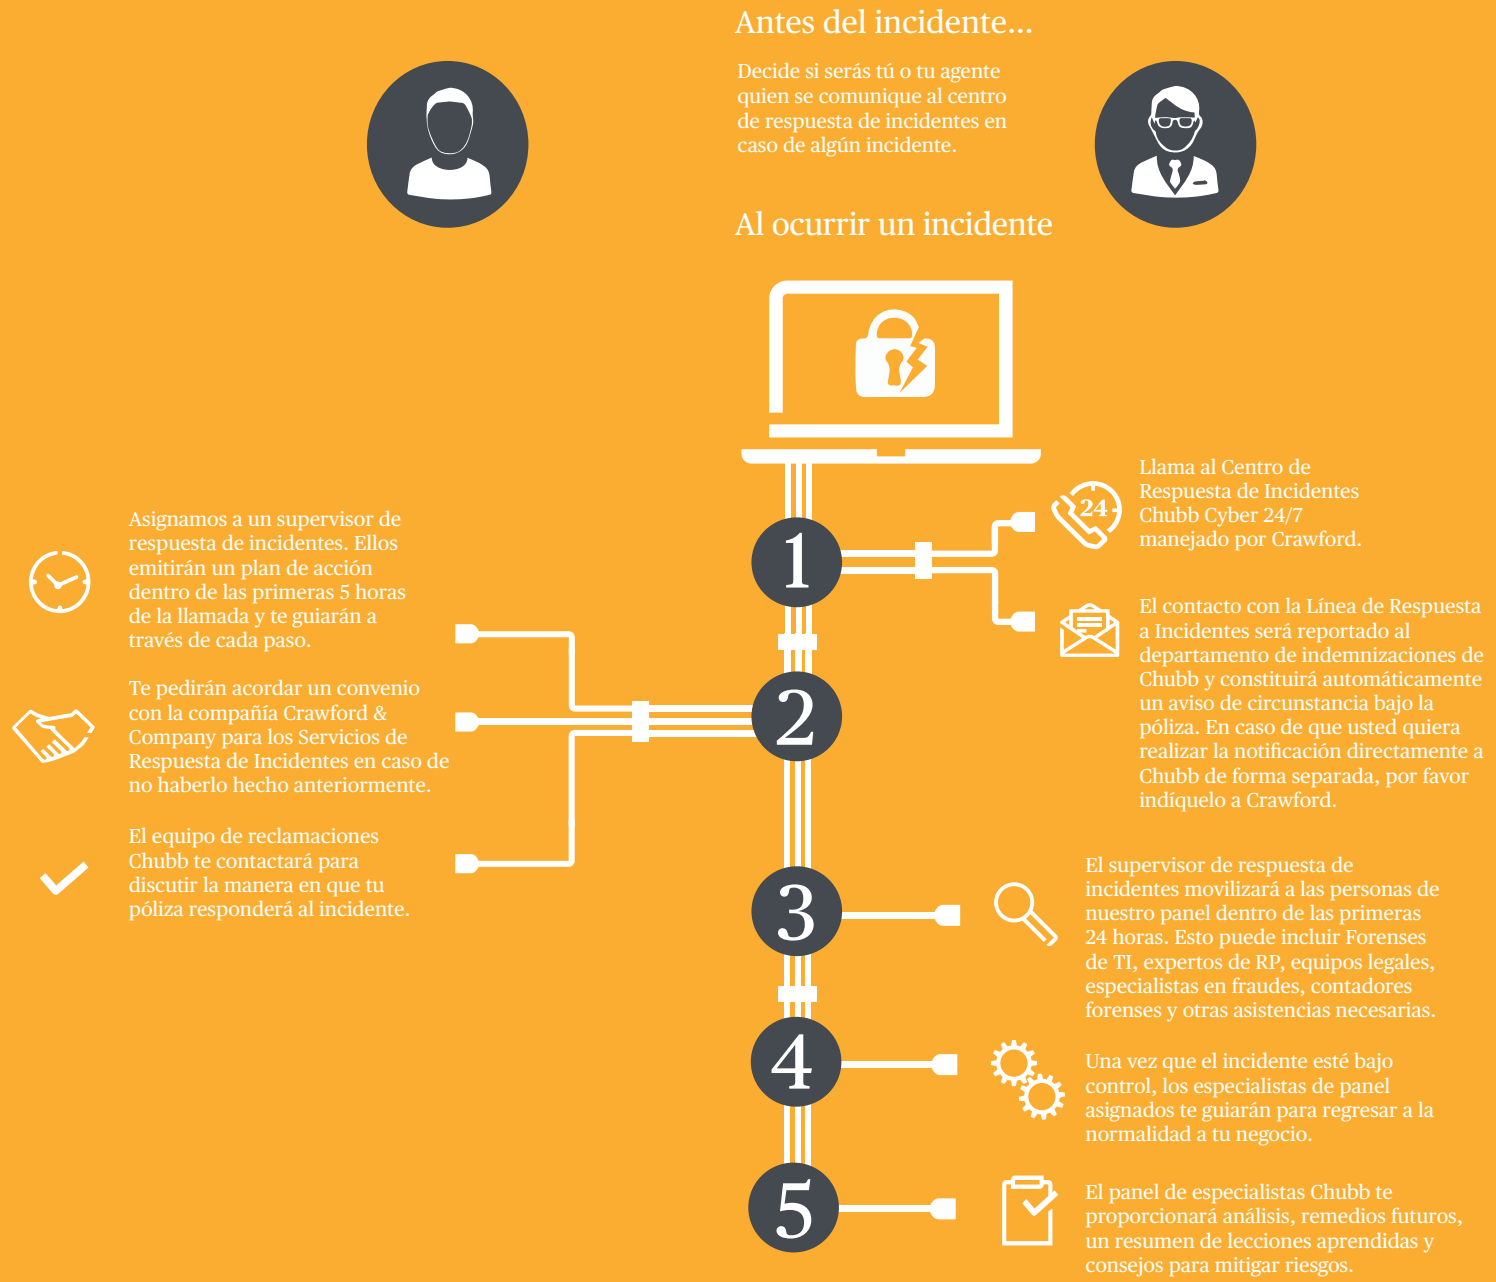 Antes del incidente...
Decide si serás tú o tu agente
quien se comunique al centro
de respuesta de incidentes en
caso de algún incidente.
Al ocurrir un incidente
1
24
Llama al Centro de
Respuesta de Incidentes
Chubb Cyber 24/7
manejado por Crawford.
El contacto con la Línea de Respuesta
a Incidentes será reportado al
departamento de indemnizaciones de
Chubb y constituirá automáticamente
un aviso de circunstancia bajo la
póliza. En caso de que usted quiera
realizar la notificación directamente a
Chubb de forma separada, por favor
indíquelo a Crawford.
2
Asignamos a un supervisor de
respuesta de incidentes. Ellos
emitirán un plan de acción
dentro de las primeras 5 horas
de la llamada y te guiarán a
través de cada paso.
Te pedirán acordar un convenio
con la compañía Crawford &
Company para los Servicios de
Respuesta de Incidentes en caso de
no haberlo hecho anteriormente.
El equipo de reclamaciones
Chubb te contactará para
discutir la manera en que tu
póliza responderá al incidente.
3
El supervisor de respuesta de
incidentes movilizará a las personas de
nuestro panel dentro de las primeras
24 horas. Esto puede incluir Forenses
de TI, expertos de RP, equipos legales,
especialistas en fraudes, contadores
forenses y otras asistencias necesarias.
4
Una vez que el incidente esté bajo
control, los especialistas de panel
asignados te guiarán para regresar a la
normalidad a tu negocio.
5
El panel de especialistas Chubb te
proporcionará análisis, remedios futuros,
un resumen de lecciones aprendidas y
consejos para mitigar riesgos.